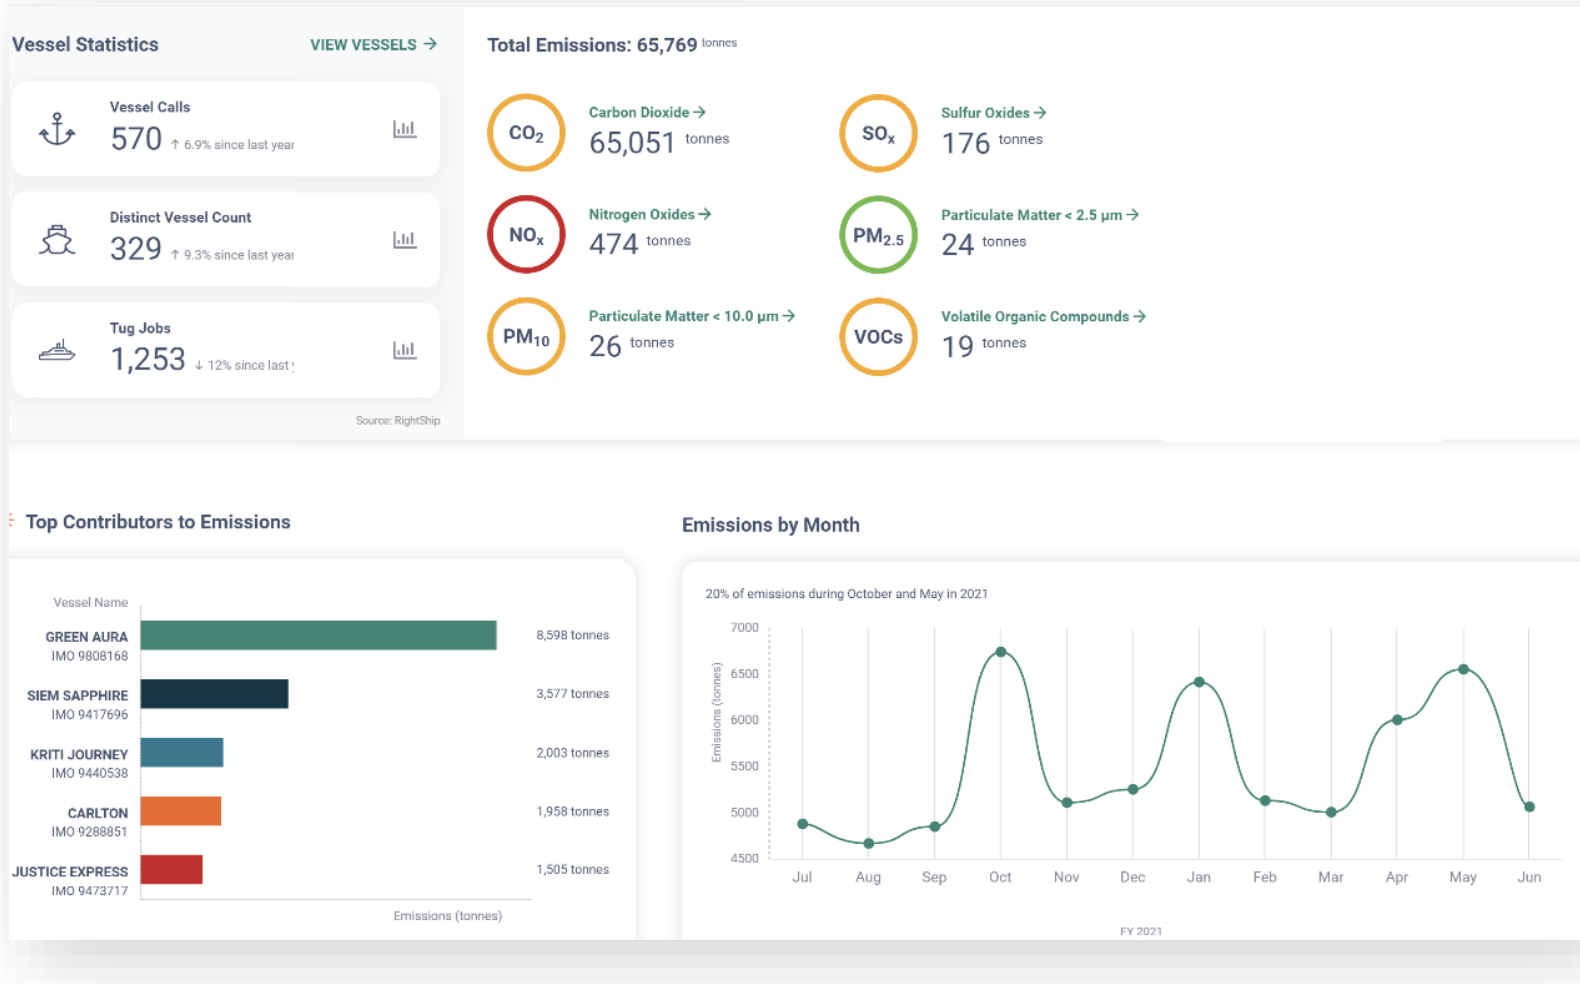 Vessel Statistics
VIEW VESSELS →
Vessel Calls
570 ↑ 6.9% since last year
Distinct Vessel Count
329 ↑ 9.3% since last year
Tug Jobs
1,253 ↓ 12% since last
Source: RightShip
Total Emissions: 65,769 tonnes
CO₂
Carbon Dioxide →
65,051 tonnes
SOₓ
Sulfur Oxides →
176 tonnes
NOₓ
Nitrogen Oxides →
474 tonnes
PM₂.₅
Particulate Matter < 2.5 μm →
24 tonnes
PM₁₀
Particulate Matter < 10.0 μm →
26 tonnes
VOCs
Volatile Organic Compounds →
19 tonnes
Top Contributors to Emissions
Vessel Name
GREEN AURA
IMO 9808168
8,598 tonnes
SIEM SAPPHIRE
IMO 9417696
3,577 tonnes
KRITI JOURNEY
IMO 9440538
2,003 tonnes
CARLTON
IMO 9288851
1,958 tonnes
JUSTICE EXPRESS
IMO 9473717
1,505 tonnes
Emissions (tonnes)
Emissions by Month
20% of emissions during October and May in 2021
Emissions (tonnes)
7000
6500
6000
5500
5000
4500
Jul Aug Sep Oct Nov Dec Jan Feb Mar Apr May Jun
FY 2021